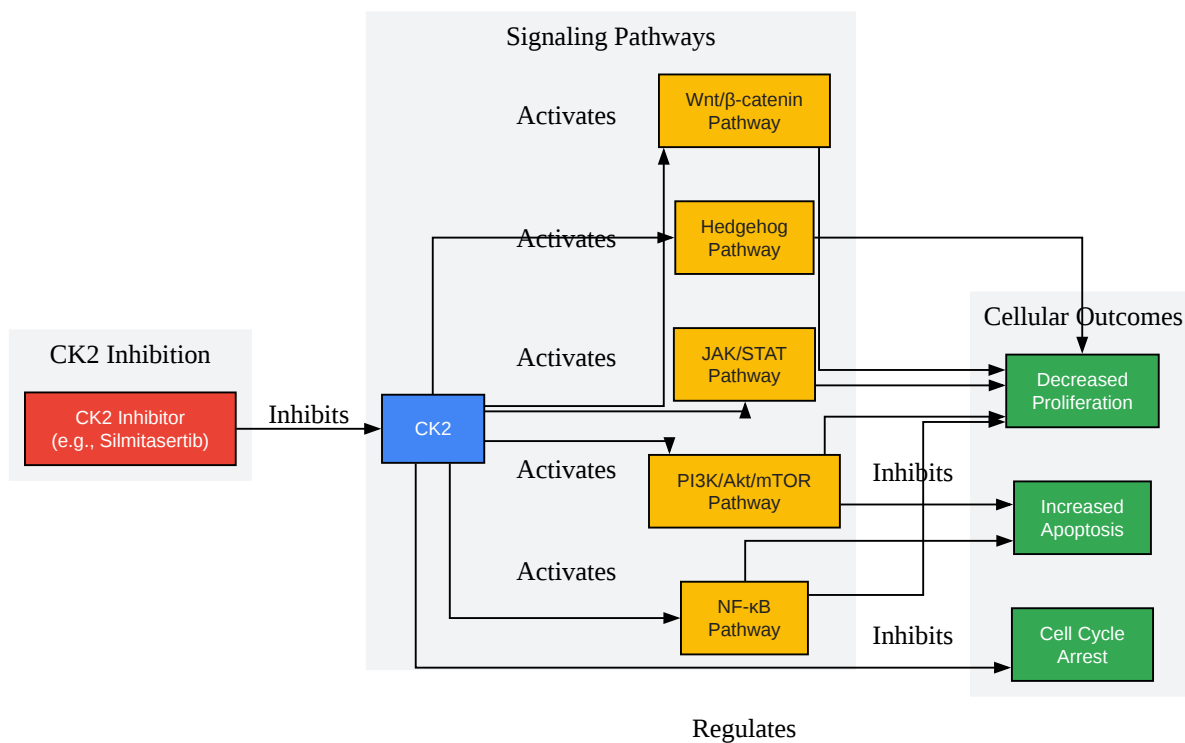 Signaling Pathways
Wnt/β-catenin
Pathway
Activates
Hedgehog
Pathway
Activates
Cellular Outcomes
CK2 Inhibition
JAK/STAT
Pathway
Activates
Decreased
Proliferation
CK2 Inhibitor
(e.g., Silmitasertib)
Inhibits
CK2
Activates
PI3K/Akt/mTOR
Pathway
Inhibits
Increased
Apoptosis
Activates
NF-κB
Pathway
Inhibits
Cell Cycle
Arrest
Regulates